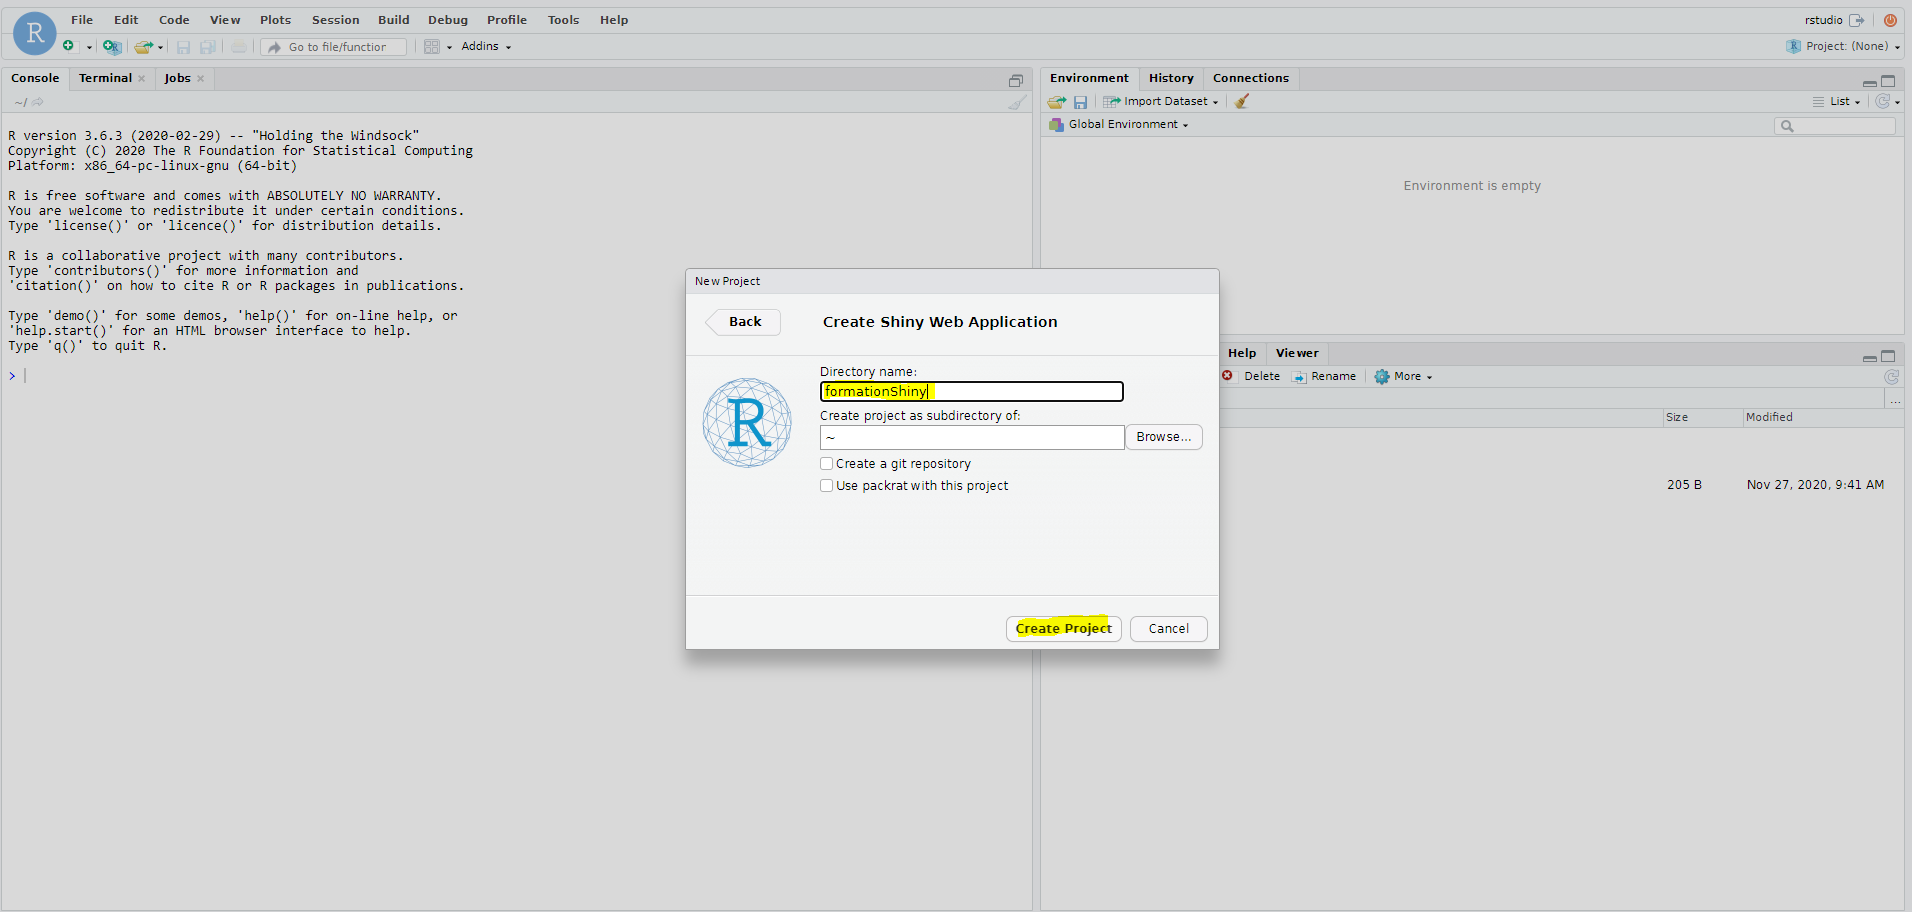 File Edit Code View Plots Session Build Debug Profile Tools Help
rstudio
R
Go to file/function
Addins
Project: (None)
Console Terminal Jobs
~/
R version 3.6.3 (2020-02-29) -- "Holding the Windsock"
Copyright (C) 2020 The R Foundation for Statistical Computing
Platform: x86_64-pc-linux-gnu (64-bit)
R is free software and comes with ABSOLUTELY NO WARRANTY.
You are welcome to redistribute it under certain conditions.
Type 'license()' or 'licence()' for distribution details.
R is a collaborative project with many contributors.
Type 'contributors()' for more information and
'citation()' on how to cite R or R packages in publications.
Type 'demo()' for some demos, 'help()' for on-line help, or
'help.start()' for an HTML browser interface to help.
Type 'q()' to quit R.
>
Environment History Connections
Import Dataset
List
Global Environment
Environment is empty
New Project
Back
Create Shiny Web Application
R
Directory name:
formationShiny
Create project as subdirectory of:
~
Browse...
Create a git repository
Use packrat with this project
Create Project
Cancel
Help Viewer
Delete Rename More
...
Size Modified
205 B Nov 27, 2020, 9:41 AM